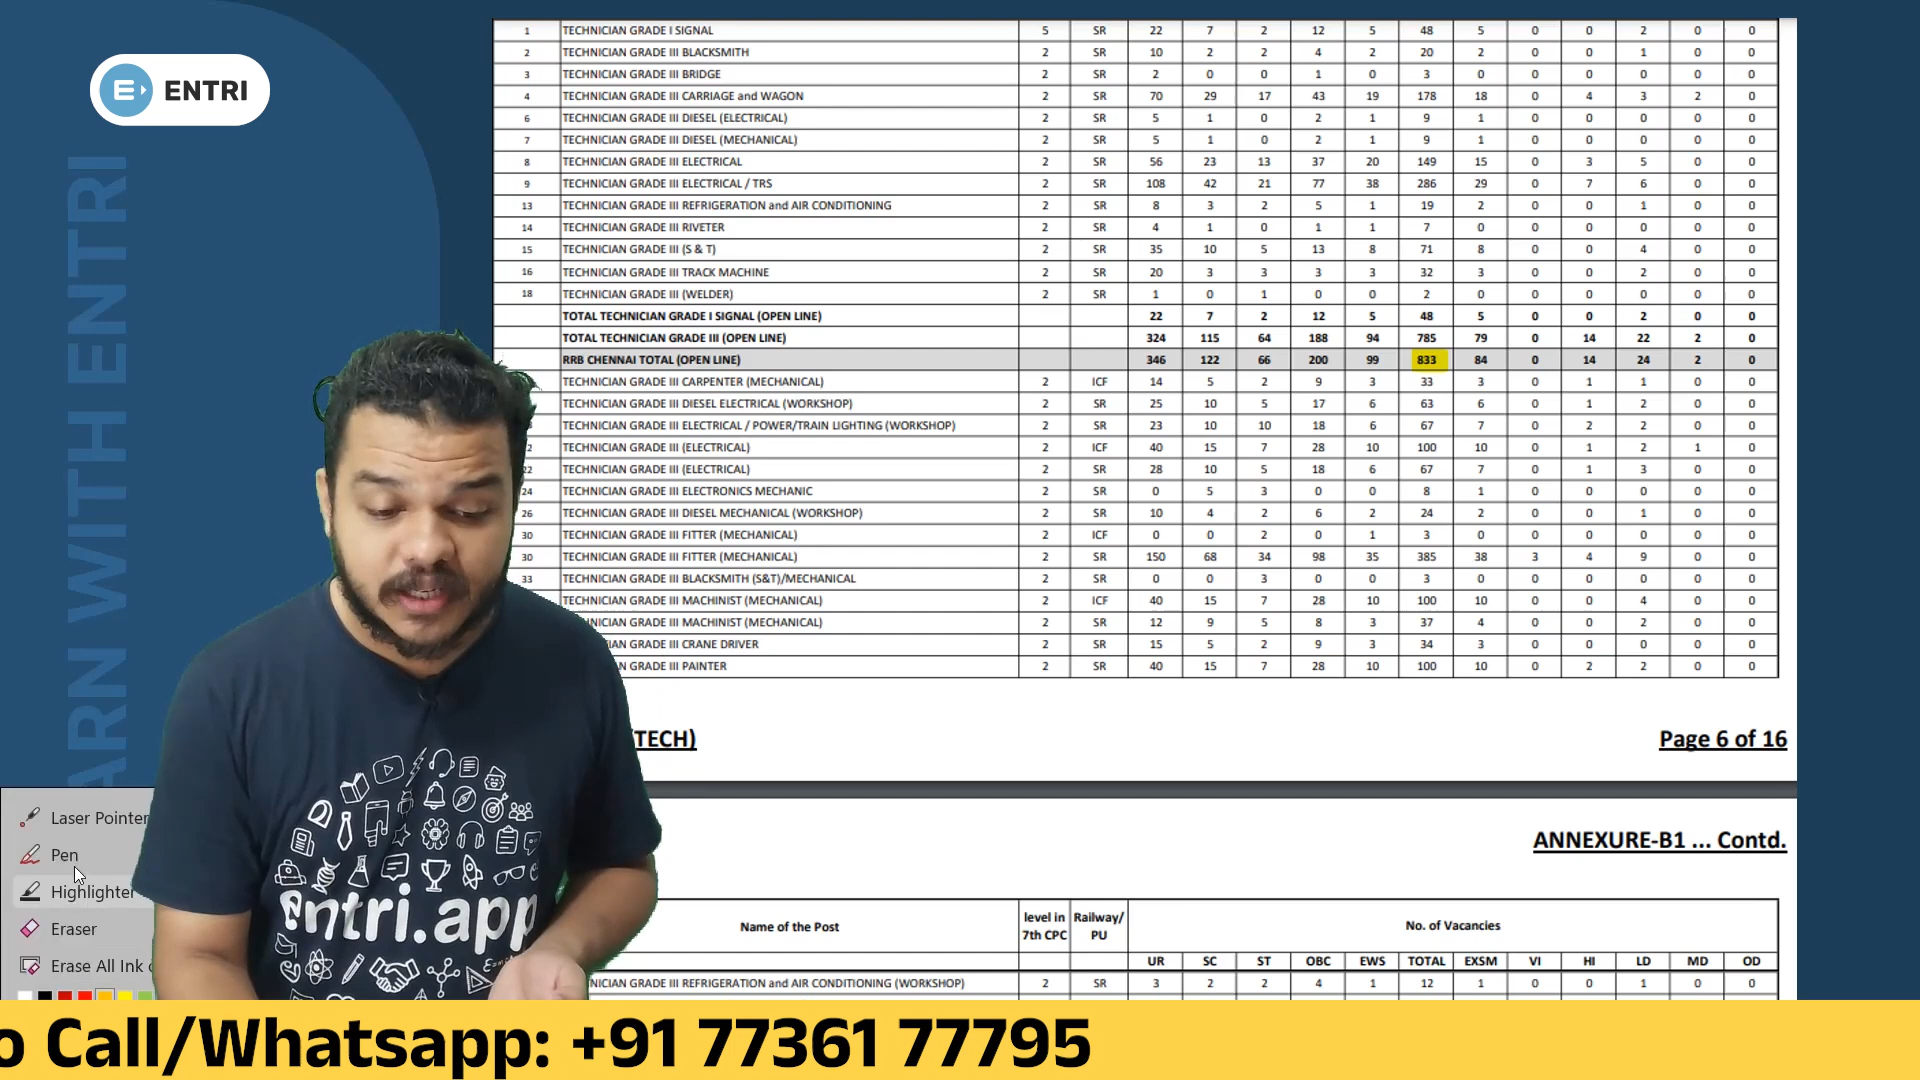 ENTRI
ARN WITH ENTRI
1 TECHNICIAN GRADE I SIGNAL 5 SR 22 7 2 12 5 48 5 0 0 2 0 0
2 TECHNICIAN GRADE III BLACKSMITH 2 SR 10 2 2 4 2 20 2 0 0 1 0 0
3 TECHNICIAN GRADE III BRIDGE 2 SR 2 0 0 1 0 3 0 0 0 0 0 0
4 TECHNICIAN GRADE III CARRIAGE and WAGON 2 SR 70 29 17 43 19 178 18 0 4 3 2 0
6 TECHNICIAN GRADE III DIESEL (ELECTRICAL) 2 SR 5 1 0 2 1 9 1 0 0 0 0 0
7 TECHNICIAN GRADE III DIESEL (MECHANICAL) 2 SR 5 1 0 2 1 9 1 0 0 0 0 0
8 TECHNICIAN GRADE III ELECTRICAL 2 SR 56 23 13 37 20 149 15 0 3 5 0 0
9 TECHNICIAN GRADE III ELECTRICAL / TRS 2 SR 108 42 21 77 38 286 29 0 7 6 0 0
13 TECHNICIAN GRADE III REFRIGERATION and AIR CONDITIONING 2 SR 8 3 2 5 1 19 2 0 0 1 0 0
14 TECHNICIAN GRADE III RIVETER 2 SR 4 1 0 1 1 7 0 0 0 0 0 0
15 TECHNICIAN GRADE III (S & T) 2 SR 35 10 5 13 8 71 8 0 0 4 0 0
16 TECHNICIAN GRADE III TRACK MACHINE 2 SR 20 3 3 3 3 32 3 0 0 2 0 0
18 TECHNICIAN GRADE III (WELDER) 2 SR 1 0 1 0 0 2 0 0 0 0 0 0
TOTAL TECHNICIAN GRADE I SIGNAL (OPEN LINE) 22 7 2 12 5 48 5 0 0 2 0 0
TOTAL TECHNICIAN GRADE III (OPEN LINE) 324 115 64 188 94 785 79 0 14 22 2 0
RRB CHENNAI TOTAL (OPEN LINE) 346 122 66 200 99 833 84 0 14 24 2 0
TECHNICIAN GRADE III CARPENTER (MECHANICAL) 2 ICF 14 5 2 9 3 33 3 0 1 1 0 0
TECHNICIAN GRADE III DIESEL ELECTRICAL (WORKSHOP) 2 SR 25 10 5 17 6 63 6 0 1 2 0 0
TECHNICIAN GRADE III ELECTRICAL / POWER/TRAIN LIGHTING (WORKSHOP) 2 SR 23 10 10 18 6 67 7 0 2 2 0 0
2 TECHNICIAN GRADE III (ELECTRICAL) 2 ICF 40 15 7 28 10 100 10 0 1 2 1 0
22 TECHNICIAN GRADE III (ELECTRICAL) 2 SR 28 10 5 18 6 67 7 0 1 3 0 0
24 TECHNICIAN GRADE III ELECTRONICS MECHANIC 2 SR 0 5 3 0 0 8 1 0 0 0 0 0
26 TECHNICIAN GRADE III DIESEL MECHANICAL (WORKSHOP) 2 SR 10 4 2 6 2 24 2 0 0 1 0 0
30 TECHNICIAN GRADE III FITTER (MECHANICAL) 2 ICF 0 0 2 0 1 3 0 0 0 0 0 0
30 TECHNICIAN GRADE III FITTER (MECHANICAL) 2 SR 150 68 34 98 35 385 38 3 4 9 0 0
33 TECHNICIAN GRADE III BLACKSMITH (S&T)/MECHANICAL 2 SR 0 0 3 0 0 3 0 0 0 0 0 0
TECHNICIAN GRADE III MACHINIST (MECHANICAL) 2 ICF 40 15 7 28 10 100 10 0 0 4 0 0
NICIAN GRADE III MACHINIST (MECHANICAL) 2 SR 12 9 5 8 3 37 4 0 0 2 0 0
N GRADE III CRANE DRIVER 2 SR 15 5 2 9 3 34 3 0 0 0 0 0
N GRADE III PAINTER 2 SR 40 15 7 28 10 100 10 0 2 2 0 0
(TECH) Page 6 of 16
ANNEXURE-B1 ... Contd.
Name of the Post level in 7th CPC Railway/ PU No. of Vacancies
UR SC ST OBC EWS TOTAL EXSM VI HI LD MD OD
NICIAN GRADE III REFRIGERATION and AIR CONDITIONING (WORKSHOP) 2 SR 3 2 2 4 1 12 1 0 0 1 0 0
Laser Pointer
Pen
Highlighter
Eraser
Erase All Ink
entri.app
o Call/Whatsapp: +91 77361 77795